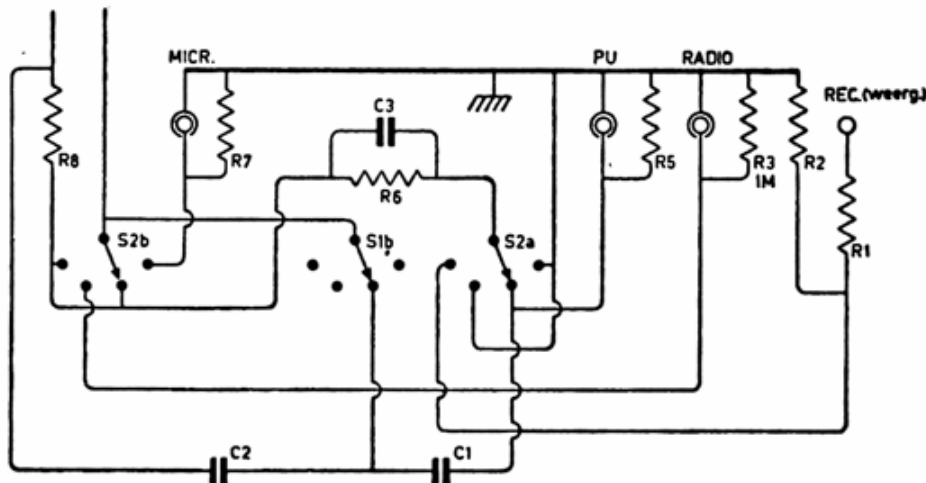 MICR.
PU
RADIO
REC.(weerg.)
C3
R8
R7
R6
R5
R3
1M
R2
R1
S2b
S1b
S2a
C2
C1